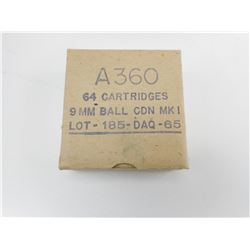 A360
64 CARTRIDGES
9 MM BALL CDN MK I
LOT - 185 - DAQ - 65